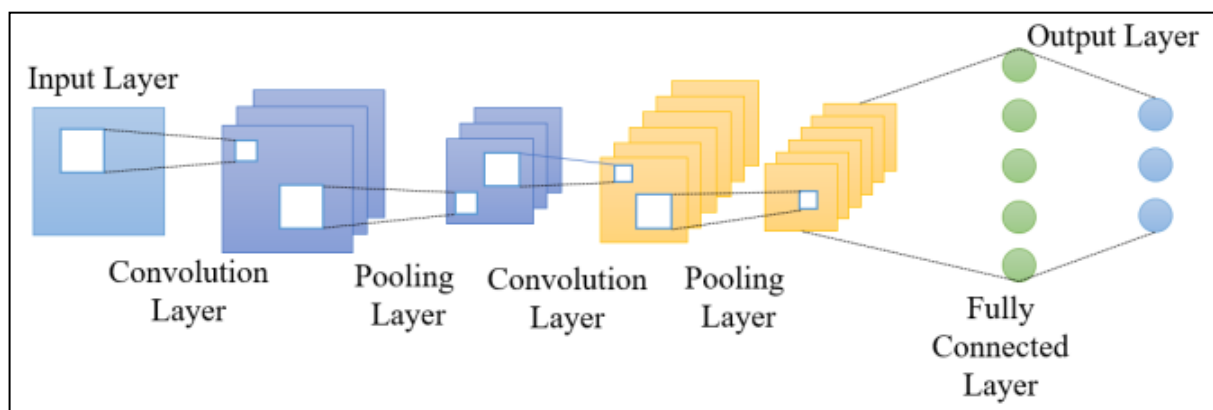 Input Layer
Output Layer
Convolution
Layer
Pooling
Layer
Convolution
Layer
Pooling
Layer
Fully
Connected
Layer